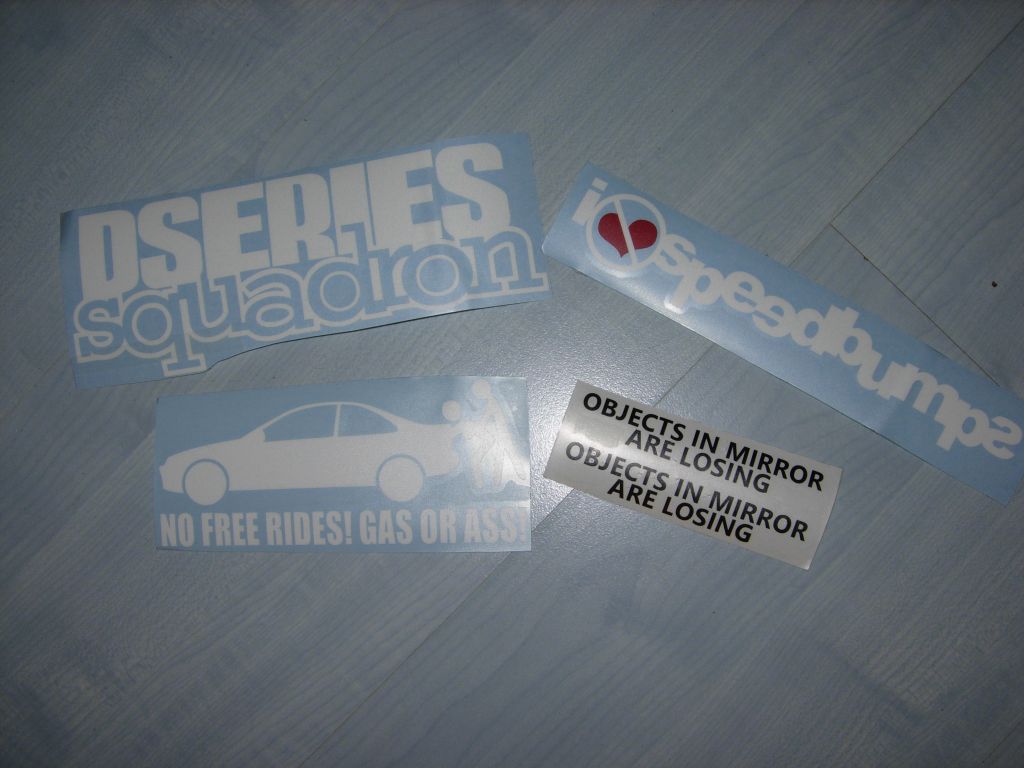 DSERIES
squadron
i speedbumps
NO FREE RIDES! GAS OR ASS!
OBJECTS IN MIRROR
ARE LOSING
OBJECTS IN MIRROR
ARE LOSING